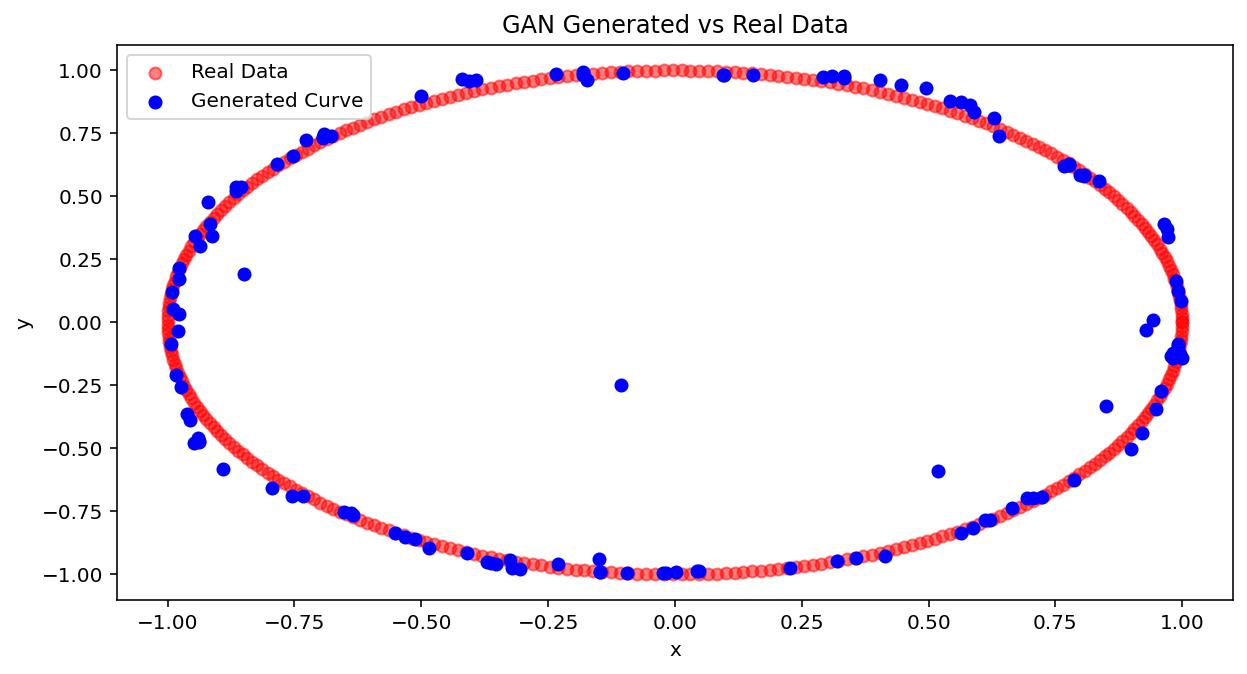 GAN Generated vs Real Data
Real Data
Generated Curve
1.00
0.75
0.50
0.25
0.00
−0.25
−0.50
−0.75
−1.00
y
−1.00 −0.75 −0.50 −0.25 0.00 0.25 0.50 0.75 1.00
x